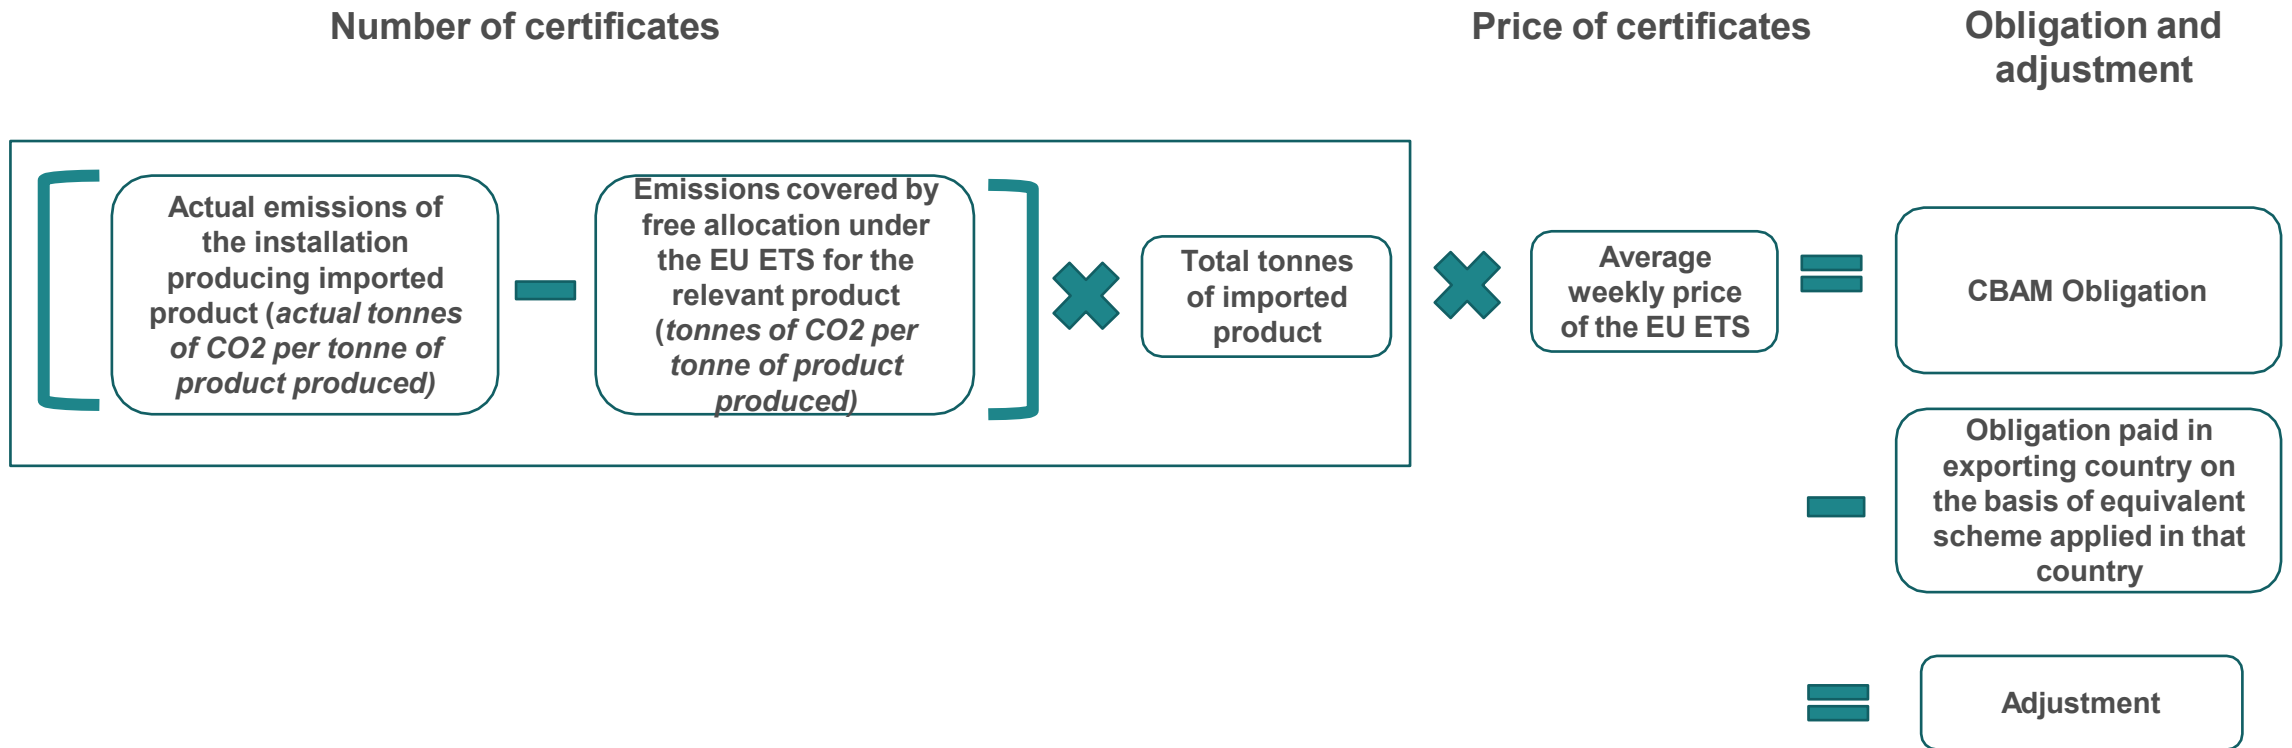 Number of certificates
Price of certificates
Obligation and
adjustment
Actual emissions of
the installation
producing imported
product (actual tonnes
of CO2 per tonne of
product produced)
Emissions covered by
free allocation under
the EU ETS for the
relevant product
(tonnes of CO2 per
tonne of product
produced)
Total tonnes
of imported
product
Average
weekly price
of the EU ETS
CBAM Obligation
Obligation paid in
exporting country on
the basis of equivalent
scheme applied in that
country
Adjustment